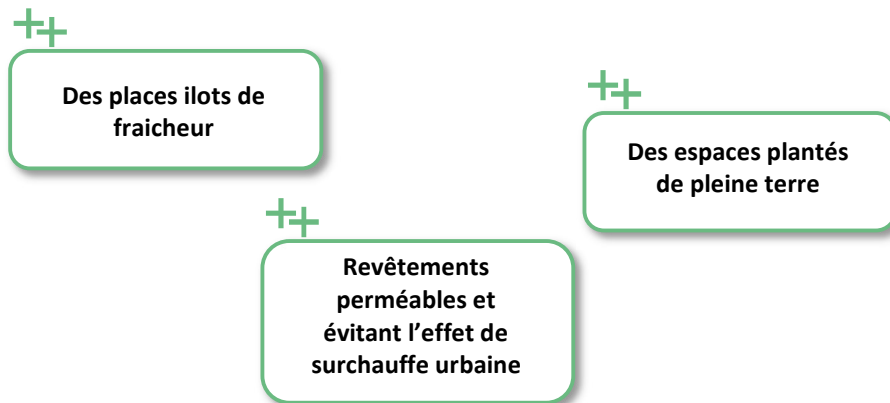 Des places ilots de
fraicheur
Des espaces plantés
de pleine terre
Revêtements
perméables et
évitant l’effet de
surchauffe urbaine